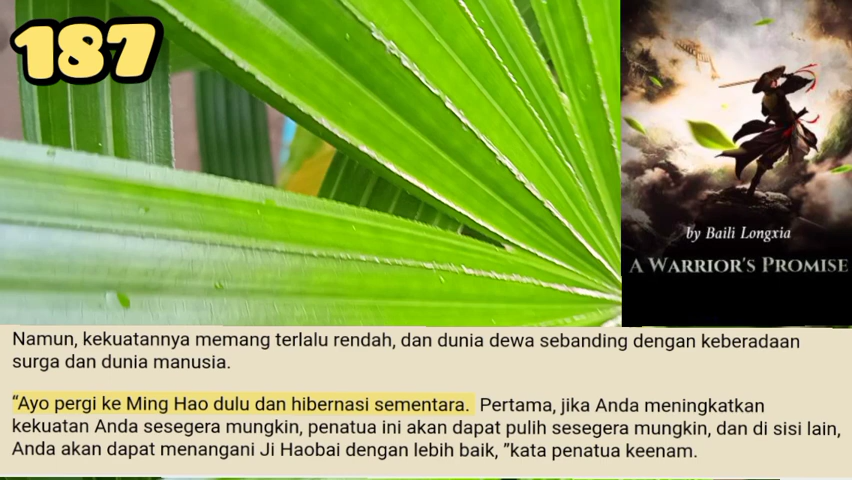 187
by Baili Longxia
A WARRIOR'S PROMISE
Namun, kekuatannya memang terlalu rendah, dan dunia dewa sebanding dengan keberadaan
surga dan dunia manusia.
“Ayo pergi ke Ming Hao dulu dan hibernasi sementara. Pertama, jika Anda meningkatkan
kekuatan Anda sesegera mungkin, penatua ini akan dapat pulih sesegera mungkin, dan di sisi lain,
Anda akan dapat menangani Ji Haobai dengan lebih baik, ”kata penatua keenam.